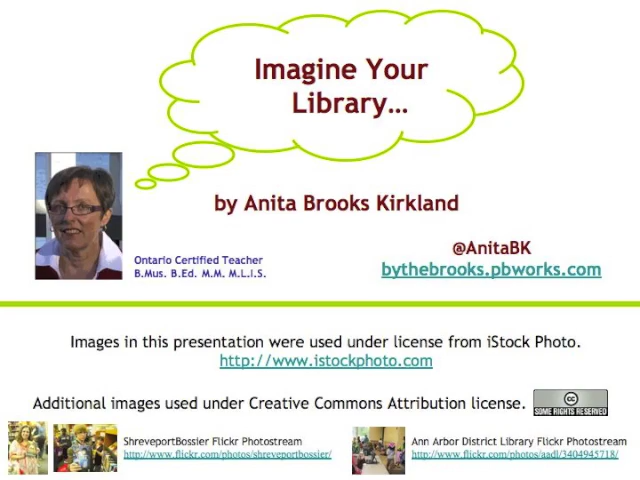 Imagine Your
Library...
by Anita Brooks Kirkland
@AnitaBK
bythebrooks.pbworks.com
Ontario Certified Teacher
B.Mus. B.Ed. M.M. M.L.I.S.
Images in this presentation were used under license from iStock Photo.
http://www.istockphoto.com
Additional images used under Creative Commons Attribution license.
cc
SOME RIGHTS RESERVED
ShreveportBossier Flickr Photostream
http://www.flickr.com/photos/shreveportbossier/
Ann Arbor District Library Flickr Photostream
http://www.flickr.com/photos/aadl/3404945718/